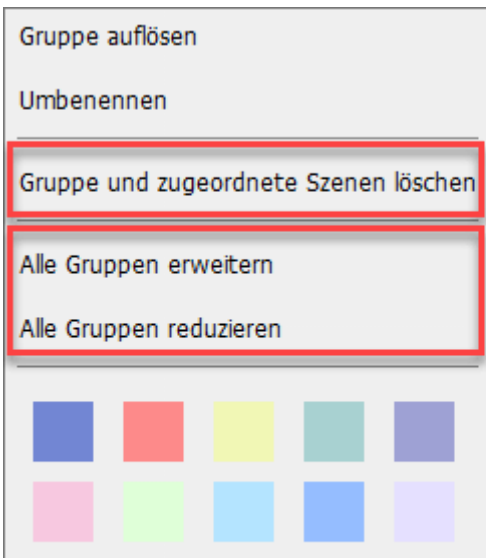 Gruppe auflösen
Umbenennen
Gruppe und zugeordnete Szenen löschen
Alle Gruppen erweitern
Alle Gruppen reduzieren